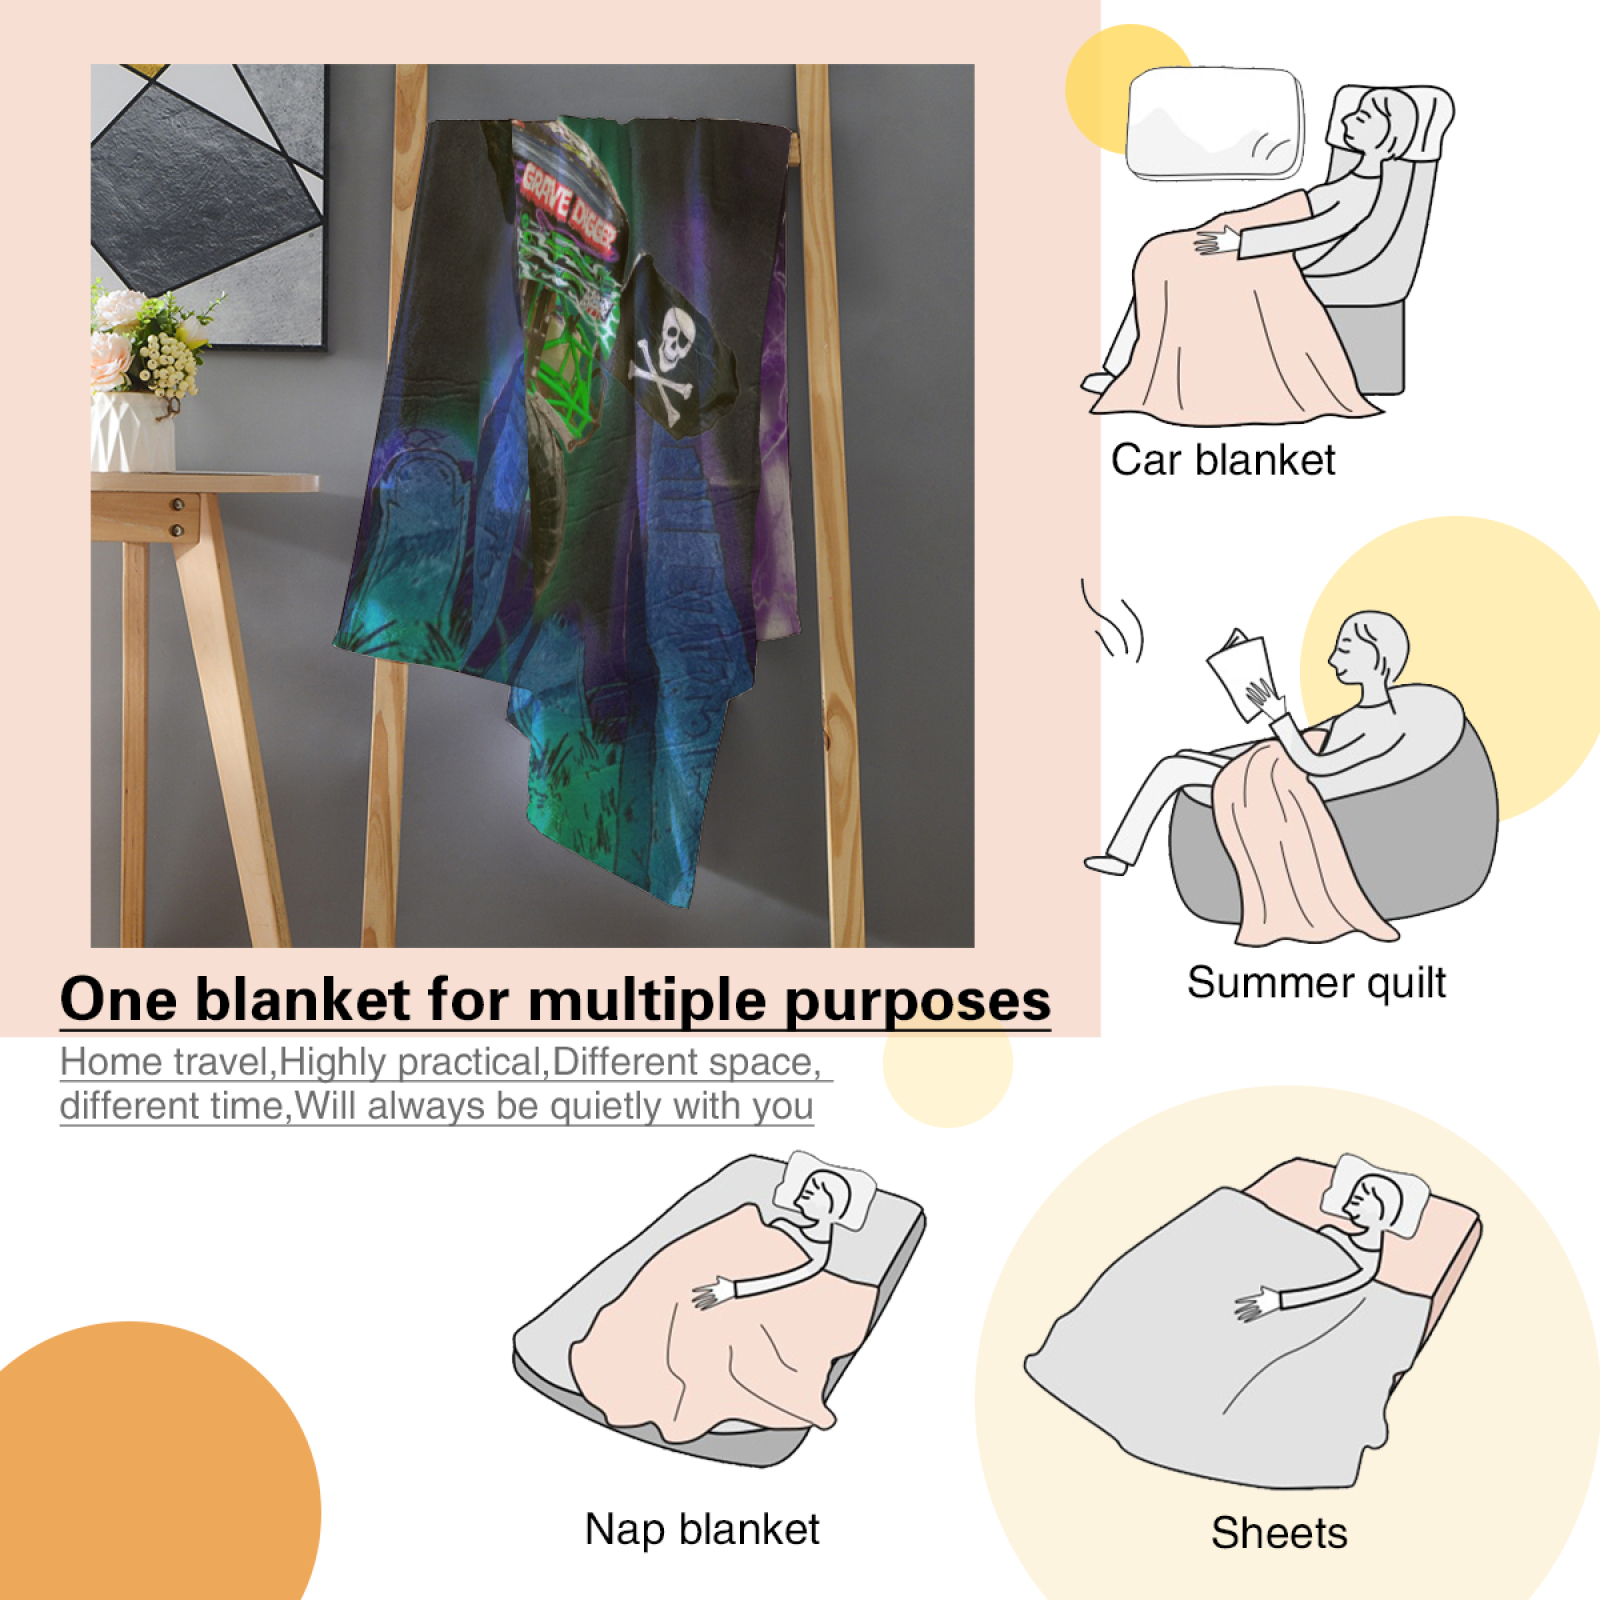 GRAVE DIGGER
One blanket for multiple purposes
Home travel,Highly practical,Different space,
different time,Will always be quietly with you
Car blanket
Summer quilt
Nap blanket
Sheets